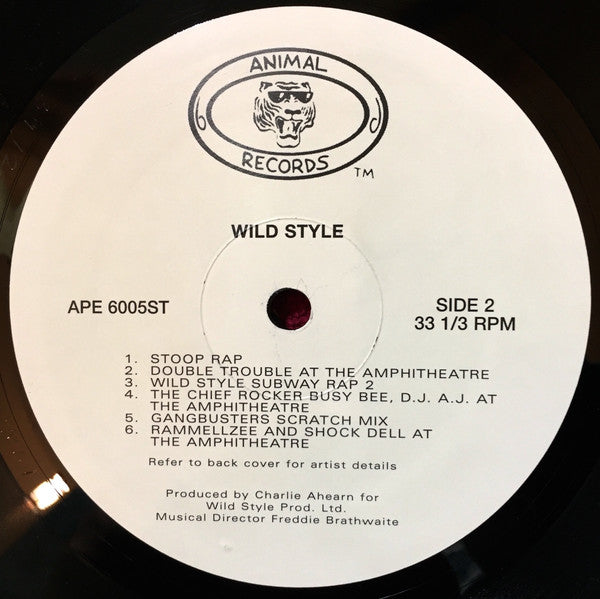 ANIMAL
RECORDS
TM
WILD STYLE
APE 6005ST
SIDE 2
33 1/3 RPM
1. STOOP RAP
2. DOUBLE TROUBLE AT THE AMPHITHEATRE
3. WILD STYLE SUBWAY RAP 2
4. THE CHIEF ROCKER BUSY BEE, D.J. A.J. AT
THE AMPHITHEATRE
5. GANGBUSTERS SCRATCH MIX
6. RAMMELLZEE AND SHOCK DELL AT
THE AMPHITHEATRE
Refer to back cover for artist details
Produced by Charlie Ahearn for
Wild Style Prod. Ltd.
Musical Director Freddie Brathwaite